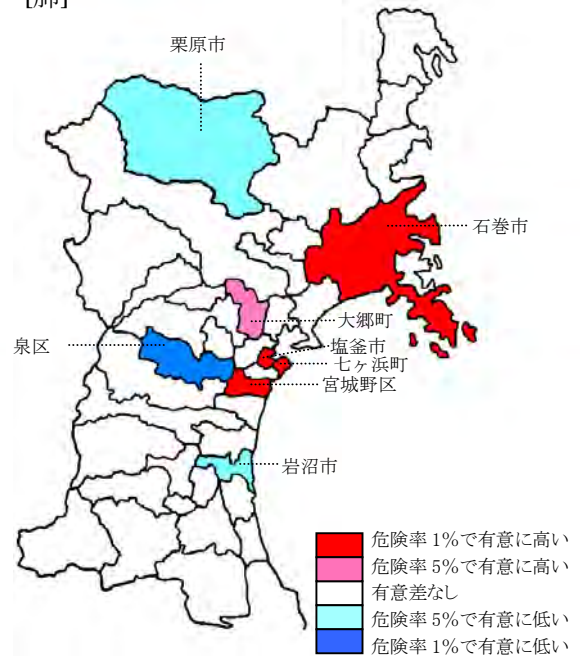 [肺]
栗原市
石巻市
大郷町
泉区
塩釜市
七ヶ浜町
宮城野区
岩沼市
危険率1%で有意に高い
危険率5%で有意に高い
有意差なし
危険率5%で有意に低い
危険率1%で有意に低い